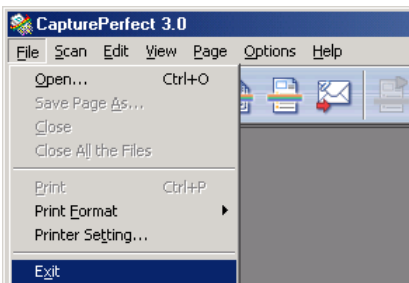 CapturePerfect 3.0
File Scan Edit View Page Options Help
Open... Ctrl+O
Save Page As...
Close
Close All the Files
Print Ctrl+P
Print Format
Printer Setting...
Exit